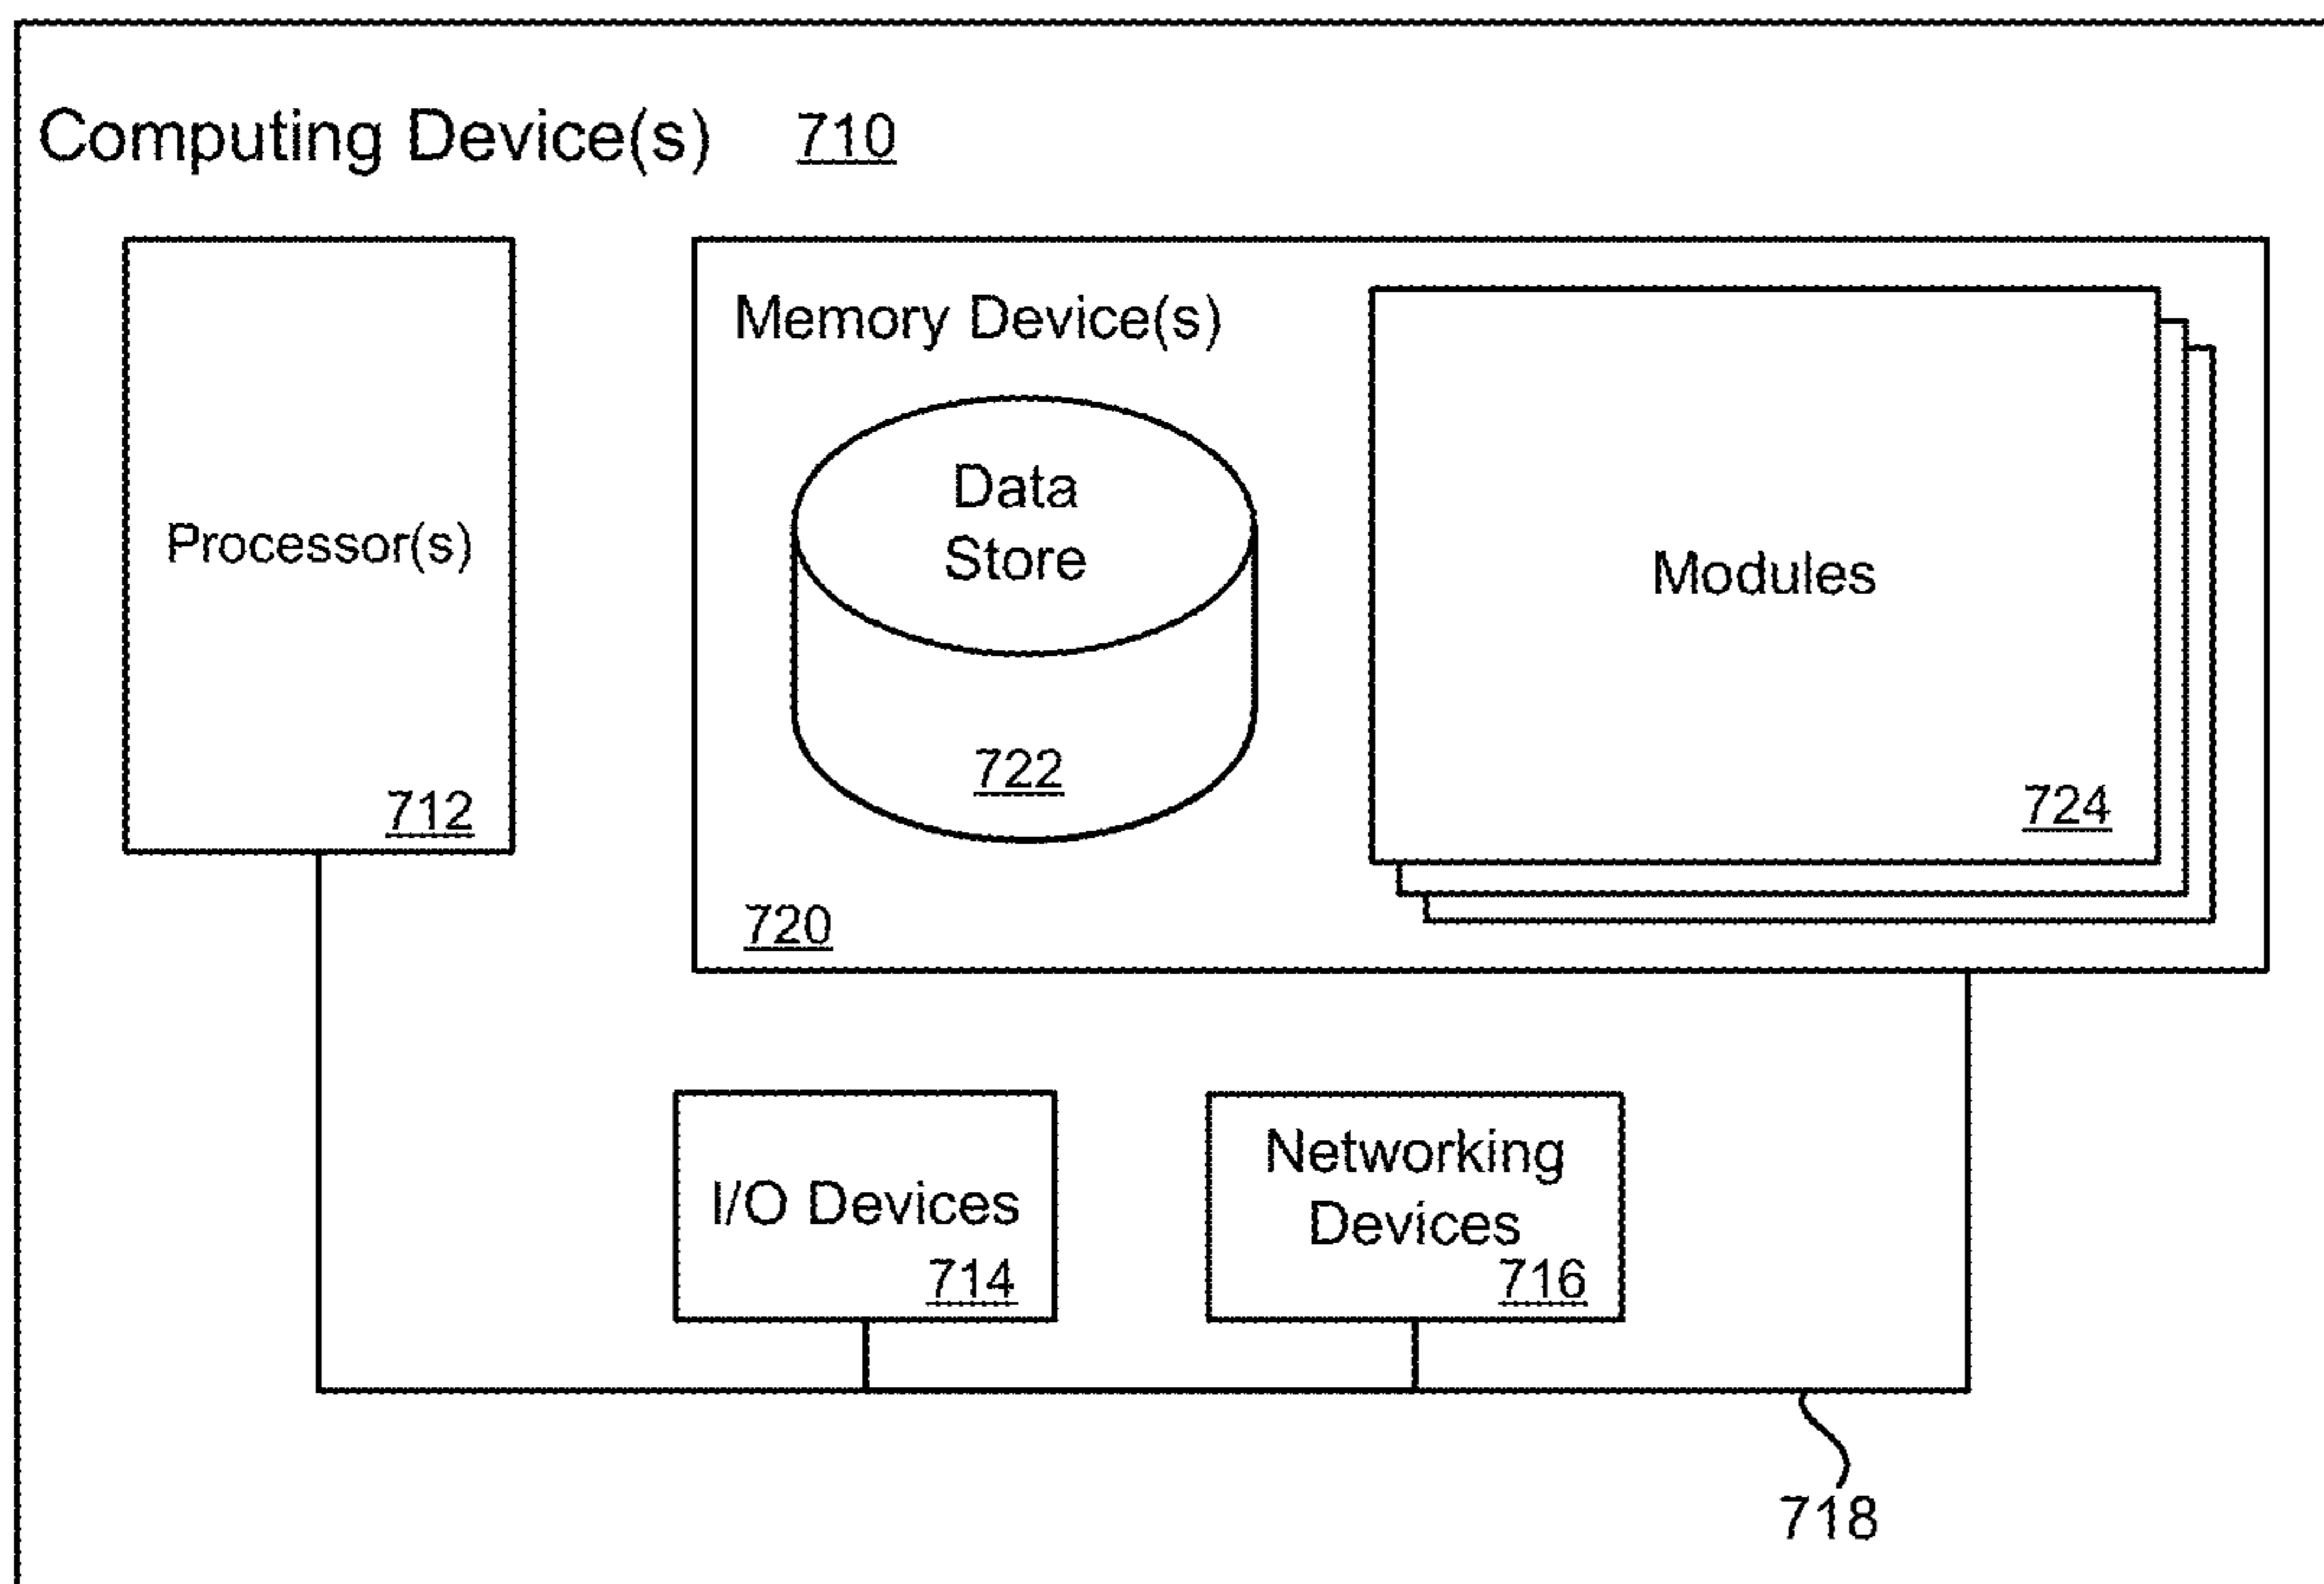 Computing Device(s) 710
Memory Device(s)
Data
Store
722
Processor(s)
712
Modules
724
720
I/O Devices
714
Networking
Devices
716
718